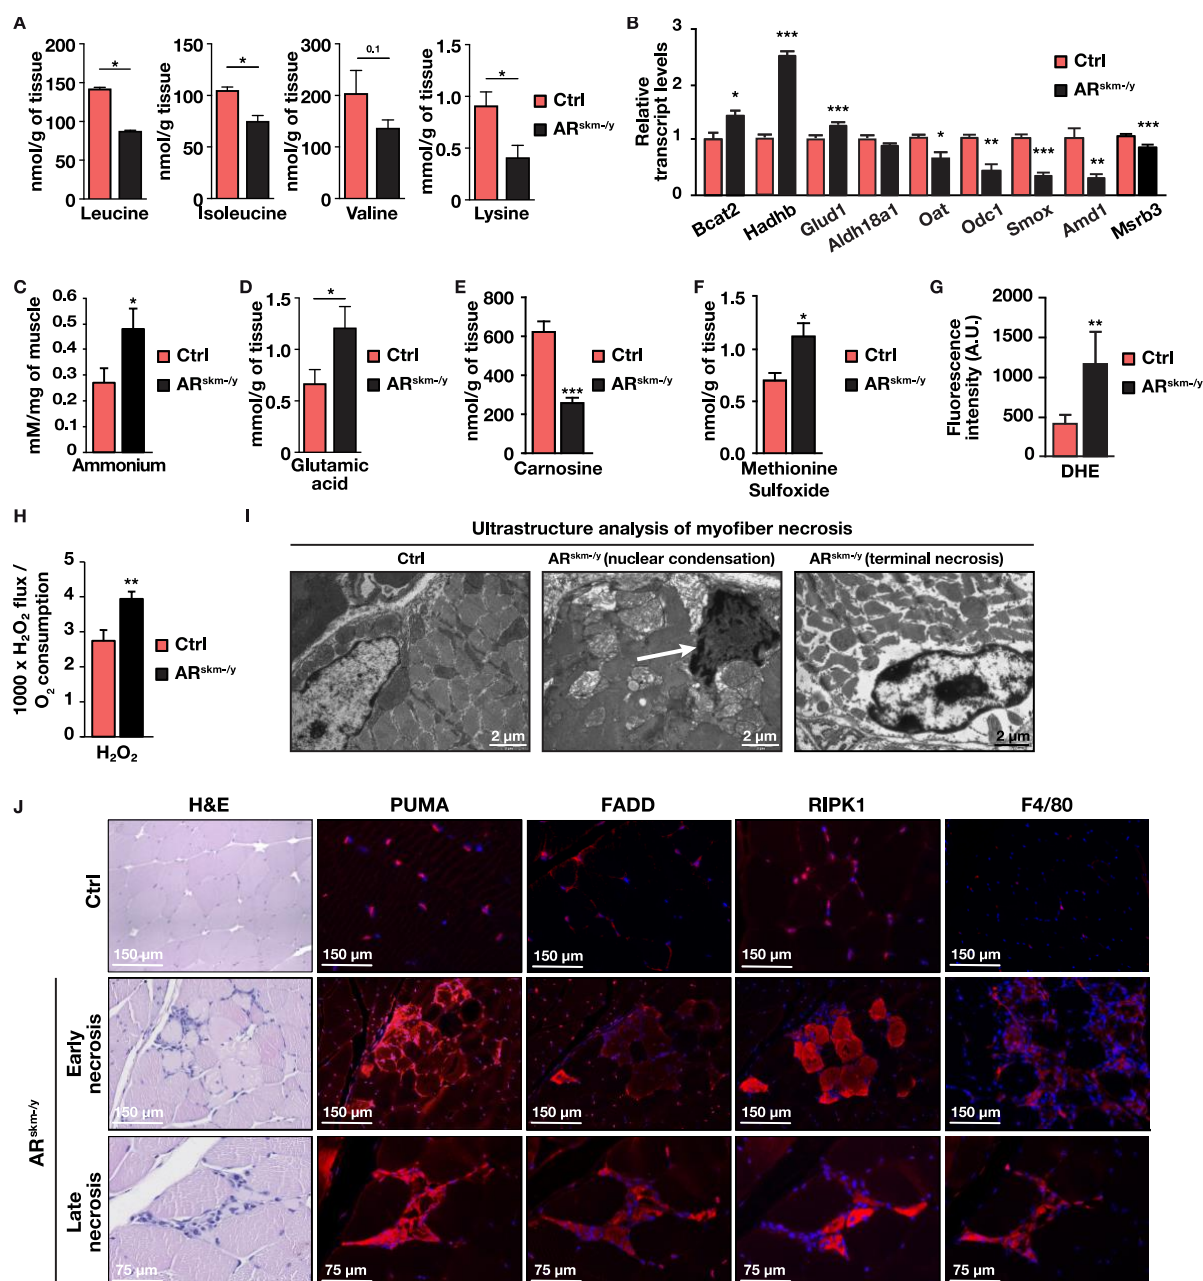 A
nmol/g of tissue
150
100
50
0
*
Leucine
nmol/g tissue
150
100
50
0
*
Isoleucine
nmol/g of tissue
300
200
100
0
0.1
Valine
mmol/g of tissue
1.5
1.0
0.5
0.0
*
Lysine
Ctrl
ARskm-/y
B
Relative
transcript levels
3
2
1
0
*
***
***
*
**
***
**
***
Bcat2
Hadhb
Glud1
Aldh18a1
Oat
Odc1
Smox
Amd1
Msrb3
Ctrl
ARskm-/y
C
mM/mg of muscle
0.6
0.5
0.4
0.3
0.2
0.1
0
*
Ammonium
Ctrl
ARskm-/y
D
mmol/g of tissue
1.5
1.0
0.5
0
*
Glutamic
acid
Ctrl
ARskm-/y
E
nmol/g of tissue
800
600
400
200
0
***
Carnosine
Ctrl
ARskm-/y
F
nmol/g of tissue
1.5
1.0
0.5
0.0
*
Methionine
Sulfoxide
Ctrl
ARskm-/y
G
Fluorescence
intensity (A.U.)
2000
1500
1000
500
0
**
DHE
Ctrl
ARskm-/y
H
1000 x H₂O₂ flux /
O₂ consumption
5
4
3
2
1
0
**
H₂O₂
Ctrl
ARskm-/y
I
Ultrastructure analysis of myofiber necrosis
Ctrl
ARskm-/y (nuclear condensation)
ARskm-/y (terminal necrosis)
2 µm
2 µm
2 µm
J
H&E
PUMA
FADD
RIPK1
F4/80
Ctrl
150 µm
150 µm
150 µm
150 µm
150 µm
ARskm-/y
Early
necrosis
150 µm
150 µm
150 µm
150 µm
150 µm
Late
necrosis
75 µm
75 µm
75 µm
75 µm
75 µm